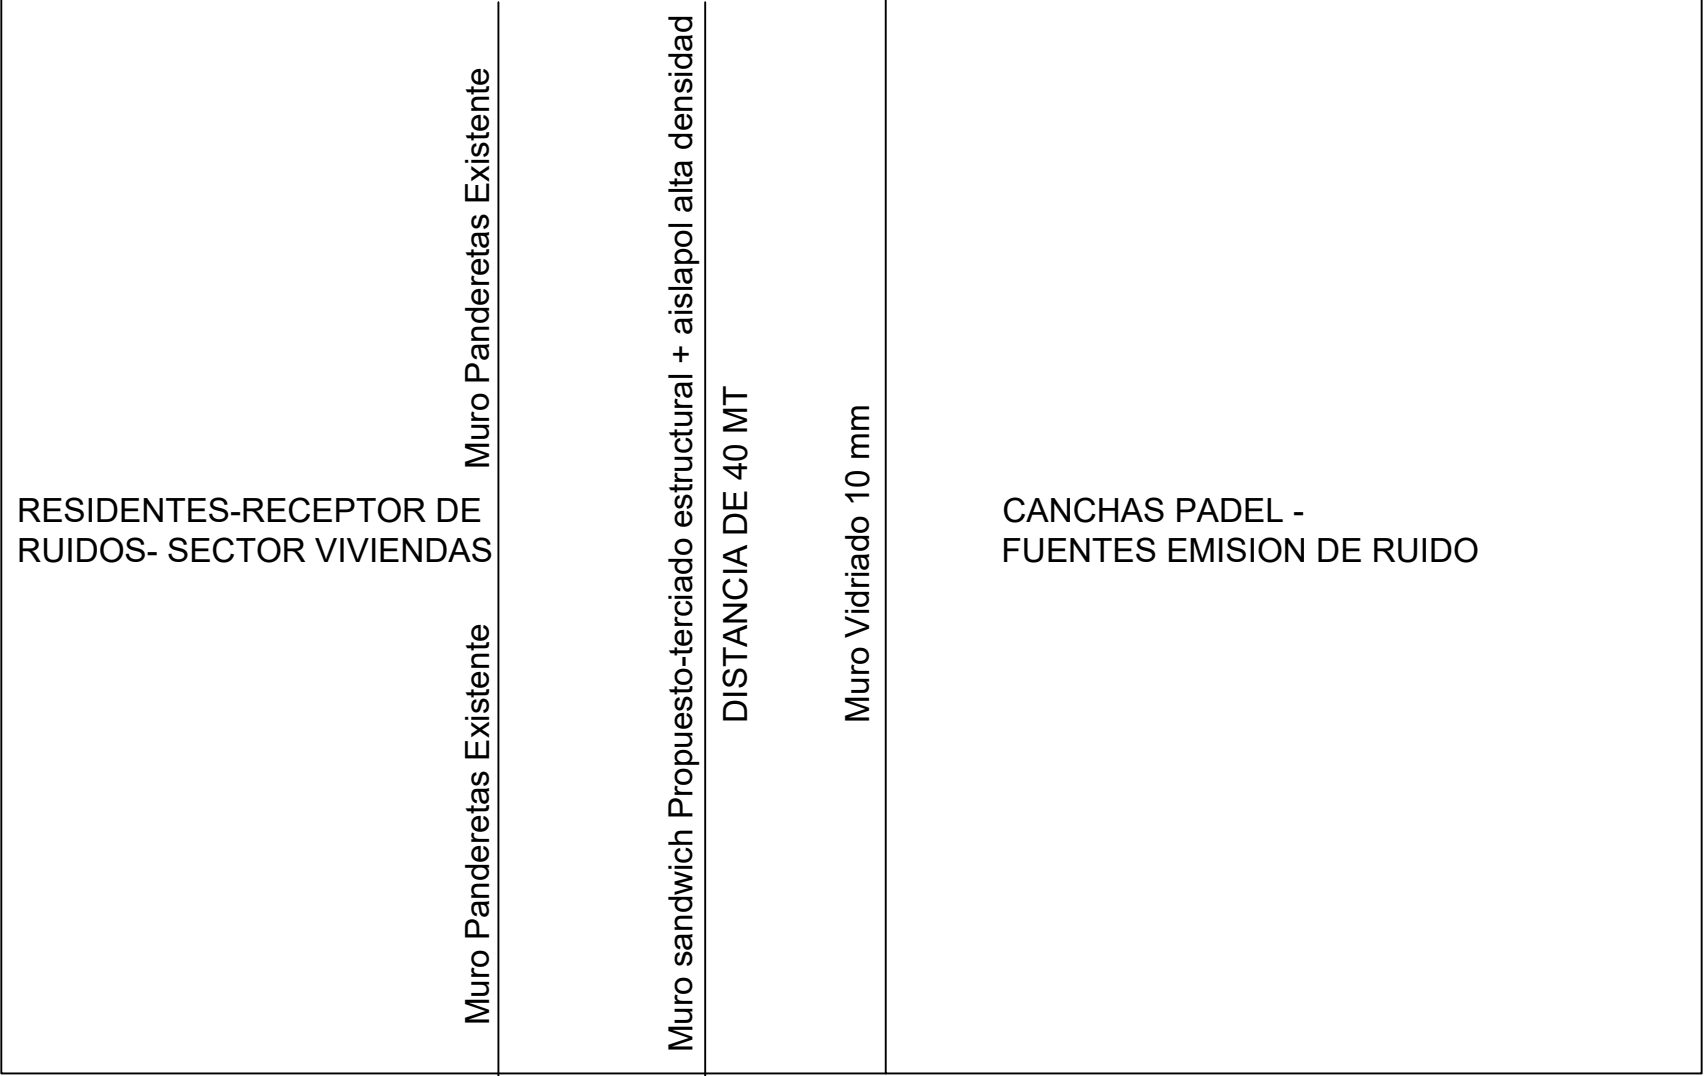 Muro Panderetas Existente
RESIDENTES-RECEPTOR DE
RUIDOS- SECTOR VIVIENDAS
Muro Panderetas Existente
Muro sandwich Propuesto-terciado estructural + aislapol alta densidad
DISTANCIA DE 40 MT
Muro Vidriado 10 mm
CANCHAS PADEL -
FUENTES EMISION DE RUIDO